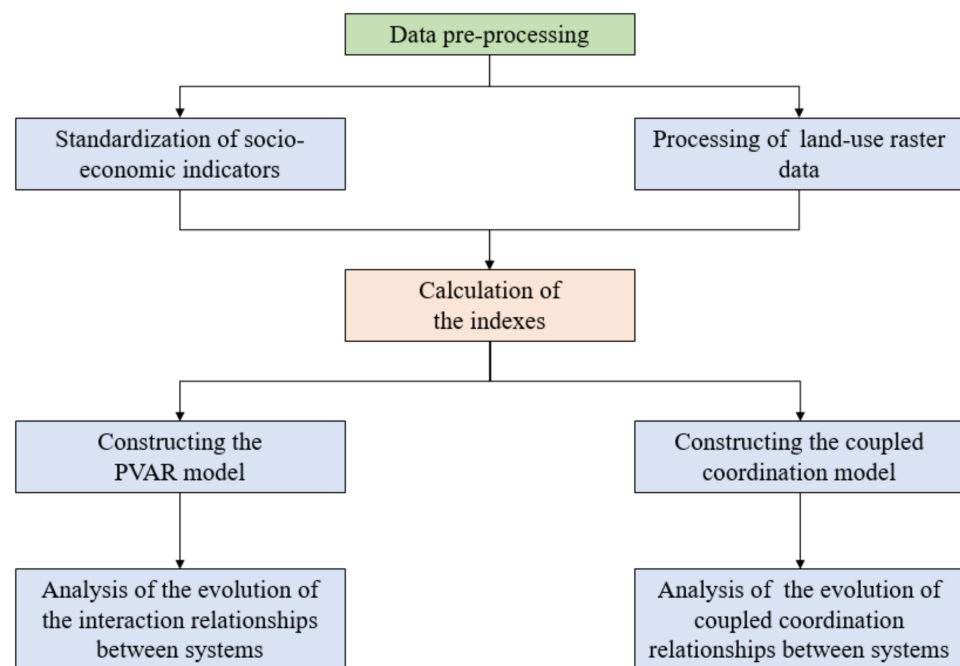 Data pre-processing
Standardization of socio-
economic indicators
Processing of land-use raster
data
Calculation of
the indexes
Constructing the
PVAR model
Constructing the coupled
coordination model
Analysis of the evolution of
the interaction relationships
between systems
Analysis of the evolution of
coupled coordination
relationships between systems